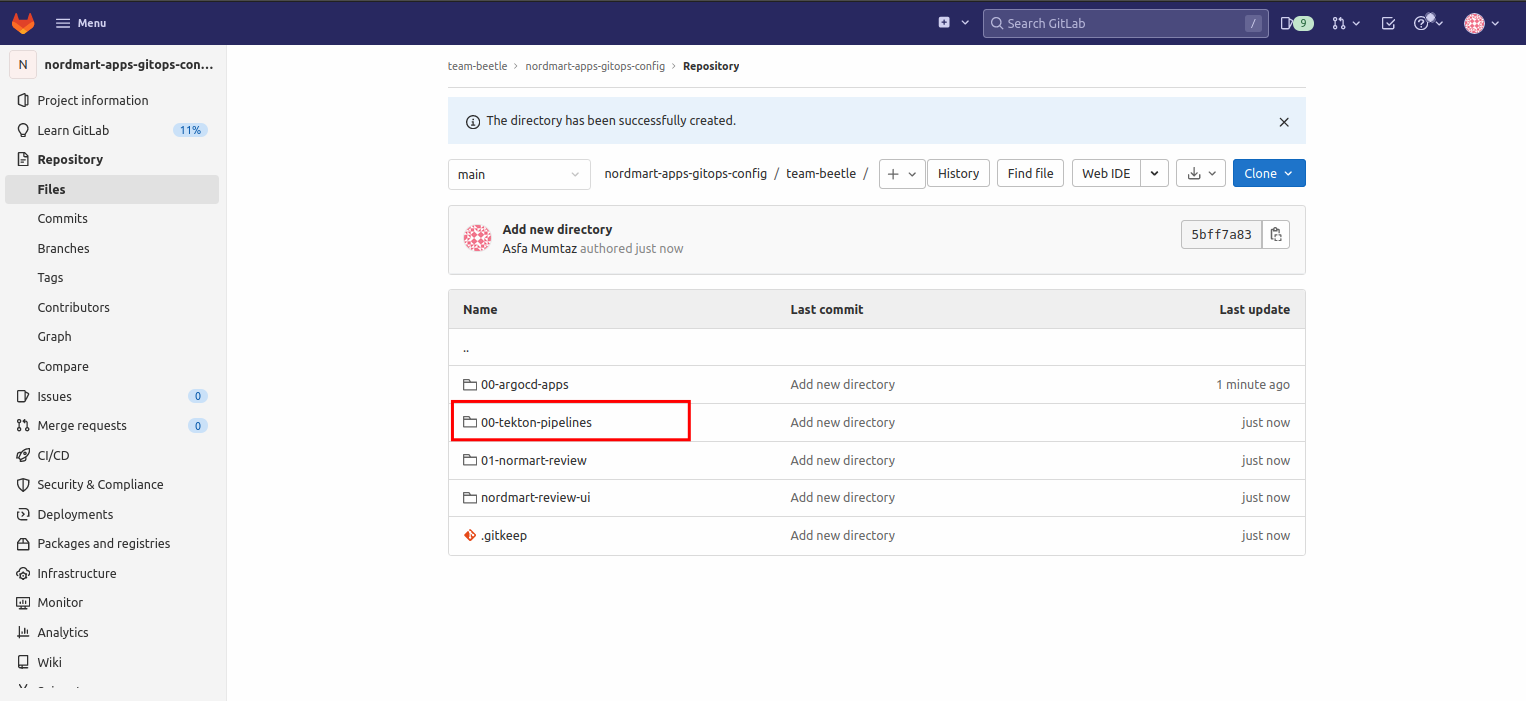 Menu
Search GitLab
/
9
N
nordmart-apps-gitops-con...
Project information
Learn GitLab
11%
Repository
Files
Commits
Branches
Tags
Contributors
Graph
Compare
Issues
0
Merge requests
0
CI/CD
Security & Compliance
Deployments
Packages and registries
Infrastructure
Monitor
Analytics
Wiki
team-beetle › nordmart-apps-gitops-config › Repository
The directory has been successfully created.
main
nordmart-apps-gitops-config / team-beetle /
History
Find file
Web IDE
Clone
Add new directory
Asfa Mumtaz authored just now
5bff7a83
Name Last commit Last update
..
00-argocd-apps Add new directory 1 minute ago
00-tekton-pipelines Add new directory just now
01-normart-review Add new directory just now
nordmart-review-ui Add new directory just now
.gitkeep Add new directory just now